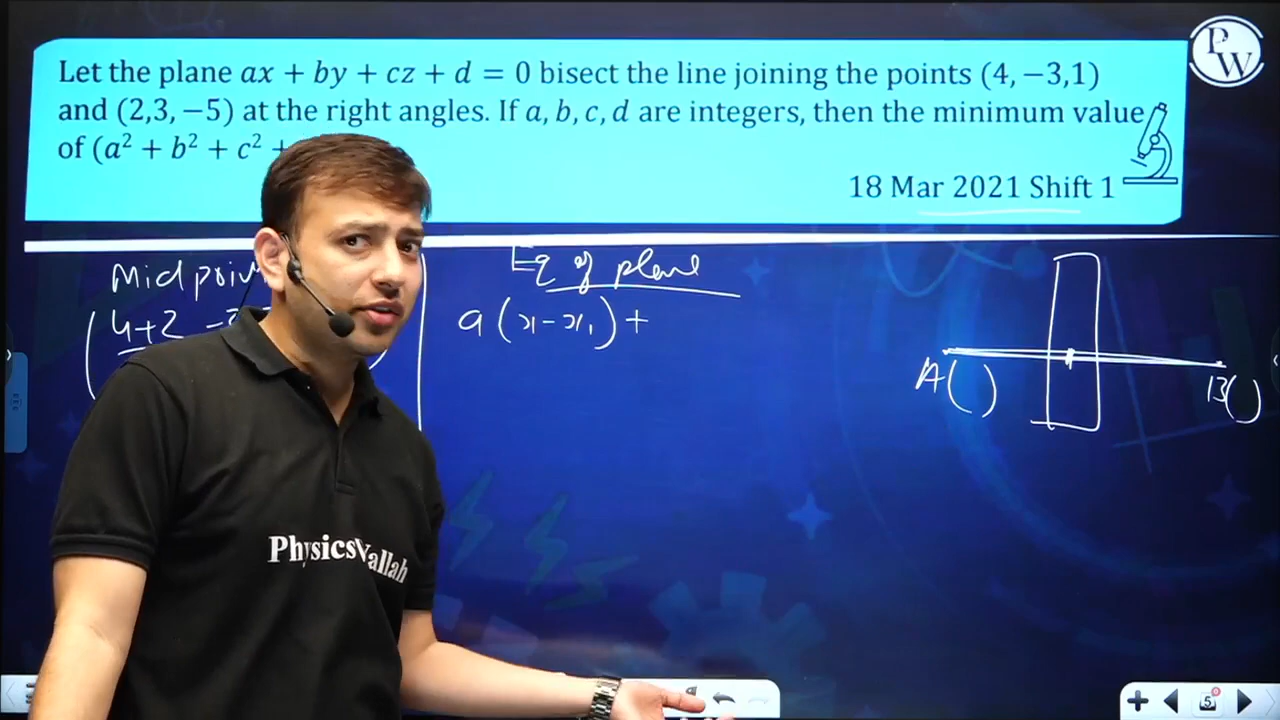 Let the plane ax + by + cz + d = 0 bisect the line joining the points (4, −3,1)
and (2,3, −5) at the right angles. If a, b, c, d are integers, then the minimum value
of (a² + b² + c² +
18 Mar 2021 Shift 1
PW
Midpoin
Eq of plane
(4+2
a(x-x₁)+
A( )
B( )
PhysicsWallah
5